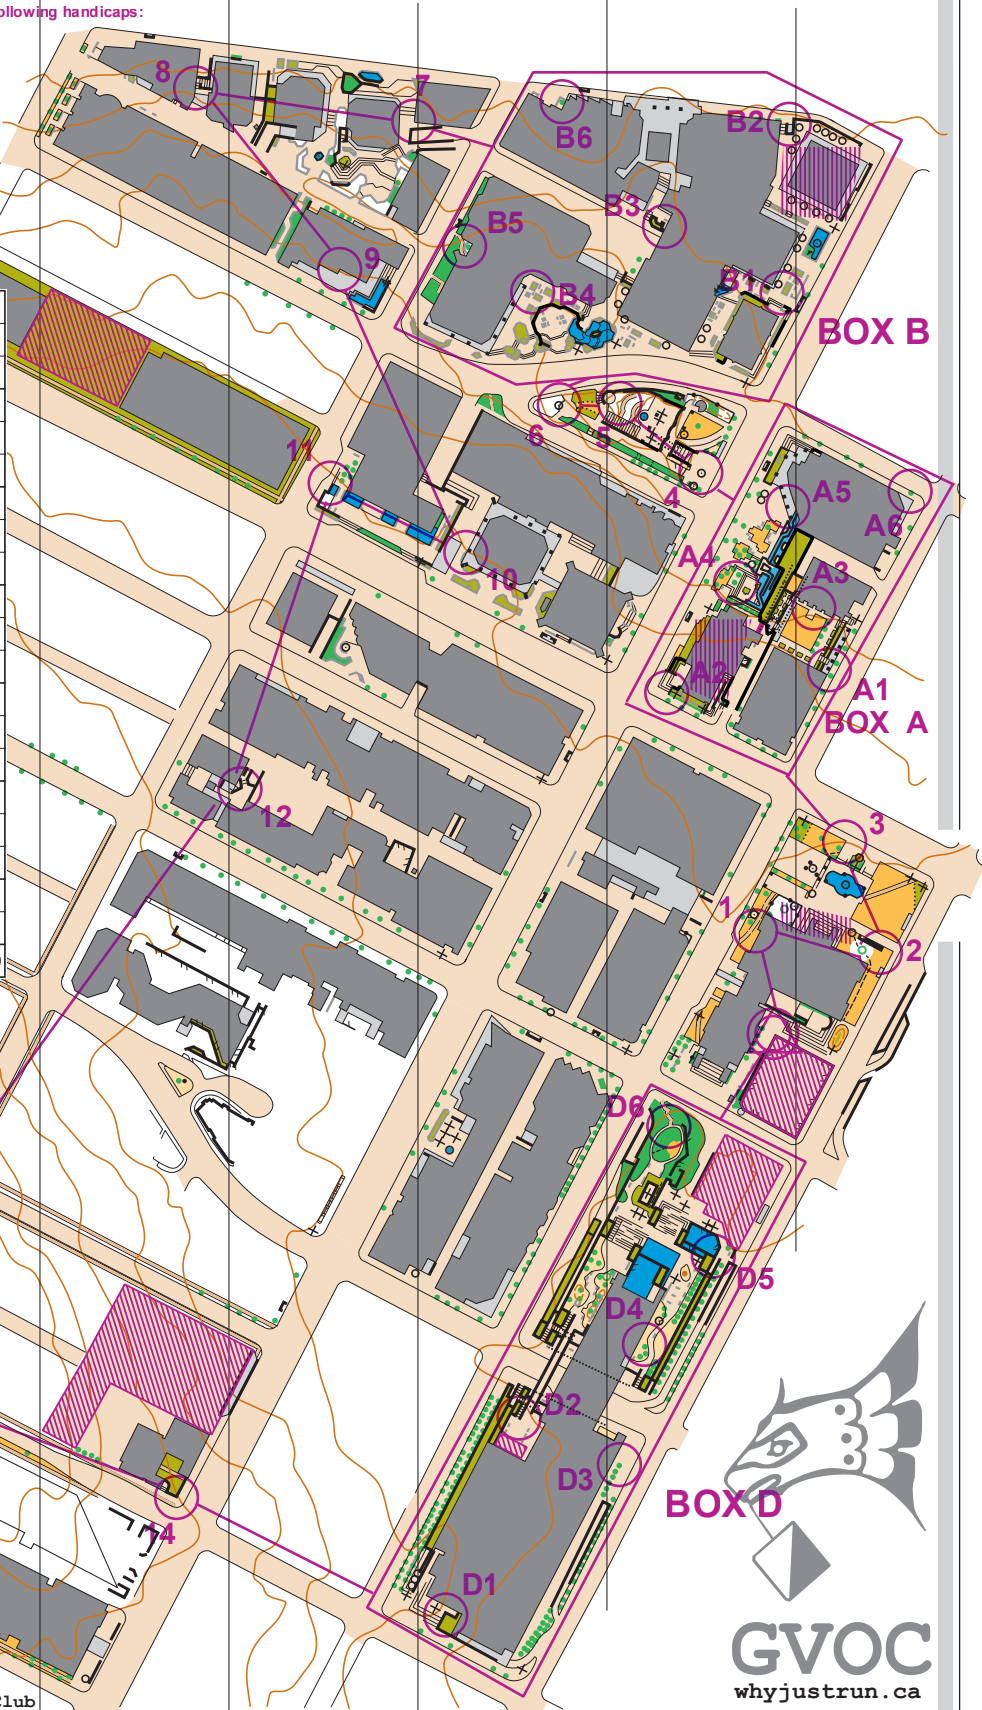 ollowing handicaps:
8
7
B6
B2
B3
B5
9
B4
B1
BOX B
6
5
11
4
A5
A6
A4
10
A3
A2
A1
BOX A
3
12
1
2
D6
D5
D4
D2
D3
BOX D
14
D1
GVOC
whyjustrun.ca
Club